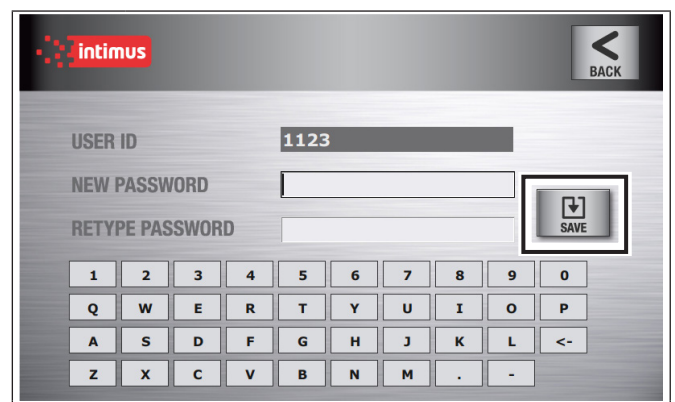 intimus
BACK
USER ID 1123
NEW PASSWORD
RETYPE PASSWORD
SAVE
1 2 3 4 5 6 7 8 9 0
Q W E R T Y U I O P
A S D F G H J K L <-
Z X C V B N M . -